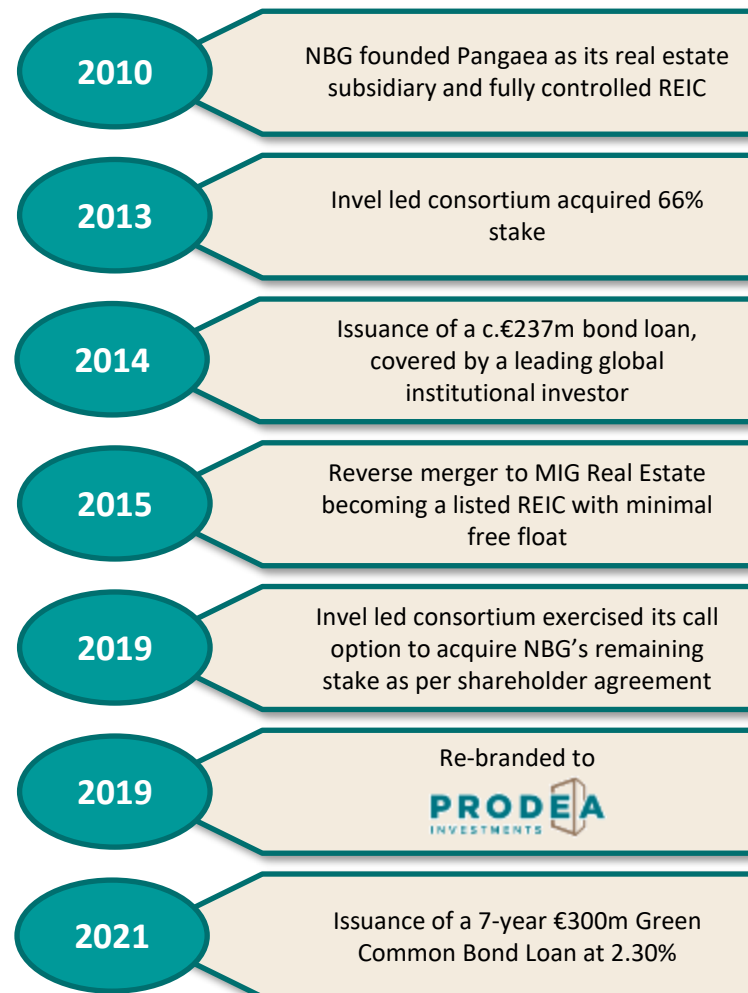 2010
NBG founded Pangaea as its real estate
subsidiary and fully controlled REIC
2013
Invel led consortium acquired 66%
stake
2014
Issuance of a c.€237m bond loan,
covered by a leading global
institutional investor
2015
Reverse merger to MIG Real Estate
becoming a listed REIC with minimal
free float
2019
Invel led consortium exercised its call
option to acquire NBG’s remaining
stake as per shareholder agreement
2019
Re-branded to
PRODEA
INVESTMENTS
2021
Issuance of a 7-year €300m Green
Common Bond Loan at 2.30%